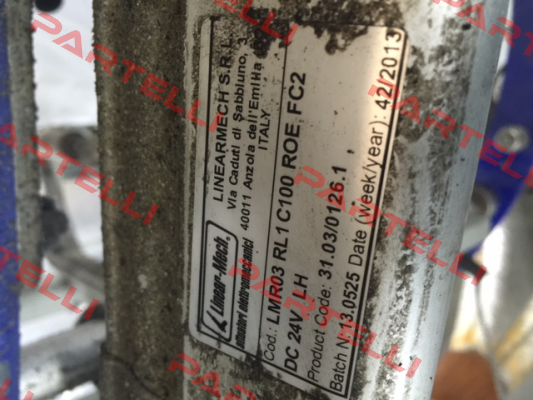 Linear-Mech.
attuatori elettromeccanici
LINEARMECH S.R.L.
Via Caduti di Sabbiuno, 3
40011 Anzola dell'Emilia
ITALY
Cod.: LMR03 RL1 C100 ROE FC2
DC 24V LH
Product Code: 31.03/0126.1
Batch N.13.0525 Date (Week/year): 42/2013
PARTELLI
PARTELLI
PARTELLI
PARTELLI
PARTELLI
PARTELLI